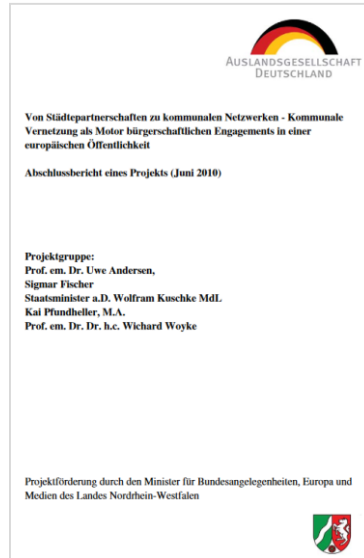 AUSLANDSGESELLSCHAFT
DEUTSCHLAND
Von Städtepartnerschaften zu kommunalen Netzwerken - Kommunale
Vernetzung als Motor bürgerschaftlichen Engagements in einer
europäischen Öffentlichkeit
Abschlussbericht eines Projekts (Juni 2010)
Projektgruppe:
Prof. em. Dr. Uwe Andersen,
Sigmar Fischer
Staatsminister a.D. Wolfram Kuschke MdL
Kai Pfundheller, M.A.
Prof. em. Dr. Dr. h.c. Wichard Woyke
Projektförderung durch den Minister für Bundesangelegenheiten, Europa und
Medien des Landes Nordrhein-Westfalen